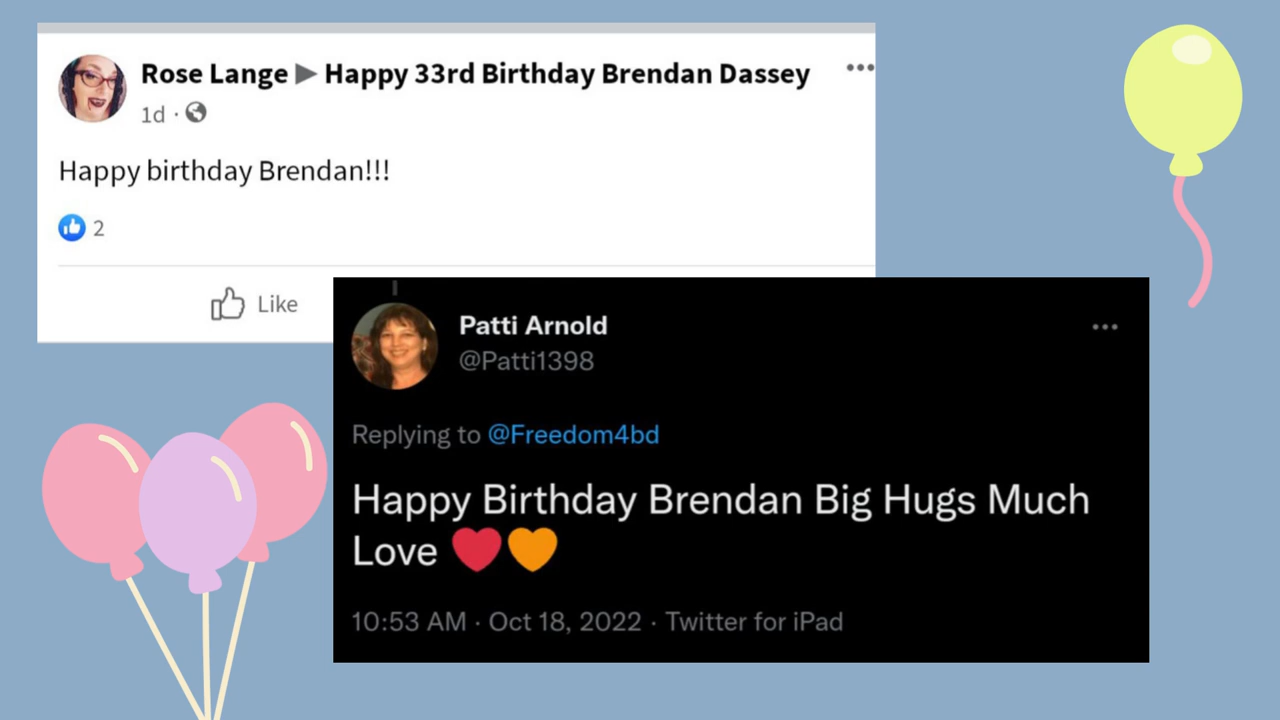 Rose Lange ▶ Happy 33rd Birthday Brendan Dassey
1d ·
Happy birthday Brendan!!!
2
Like
Patti Arnold
@Patti1398
Replying to @Freedom4bd
Happy Birthday Brendan Big Hugs Much
Love ❤️🧡
10:53 AM · Oct 18, 2022 · Twitter for iPad